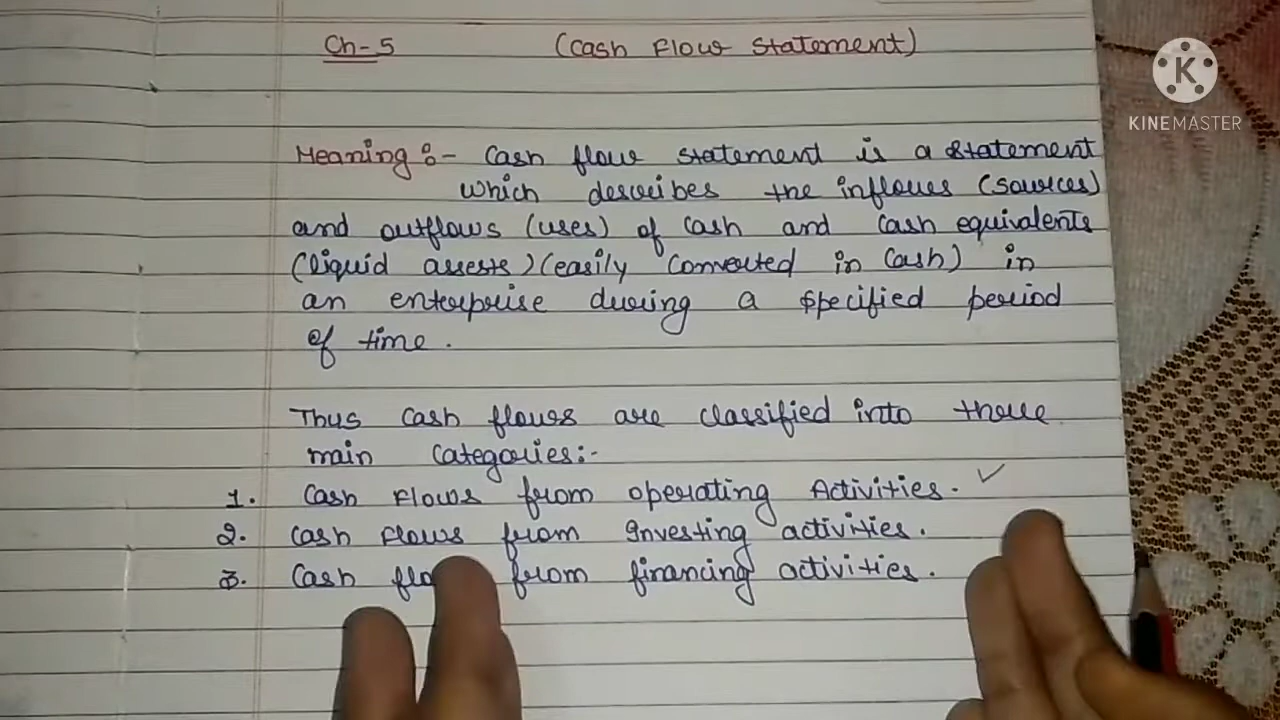 Ch-5 (Cash Flow Statement)
K
KINEMASTER
Meaning :- Cash flow statement is a statement
which describes the inflows (sources)
and outflows (uses) of cash and cash equivalents
(liquid assests) (easily converted in cash) in
an enterprise during a specified period
of time.
Thus cash flows are classified into three
main categories:-
1. Cash Flows from operating Activities. ✓
2. Cash Flows from Investing activities.
3. Cash from financing activities.